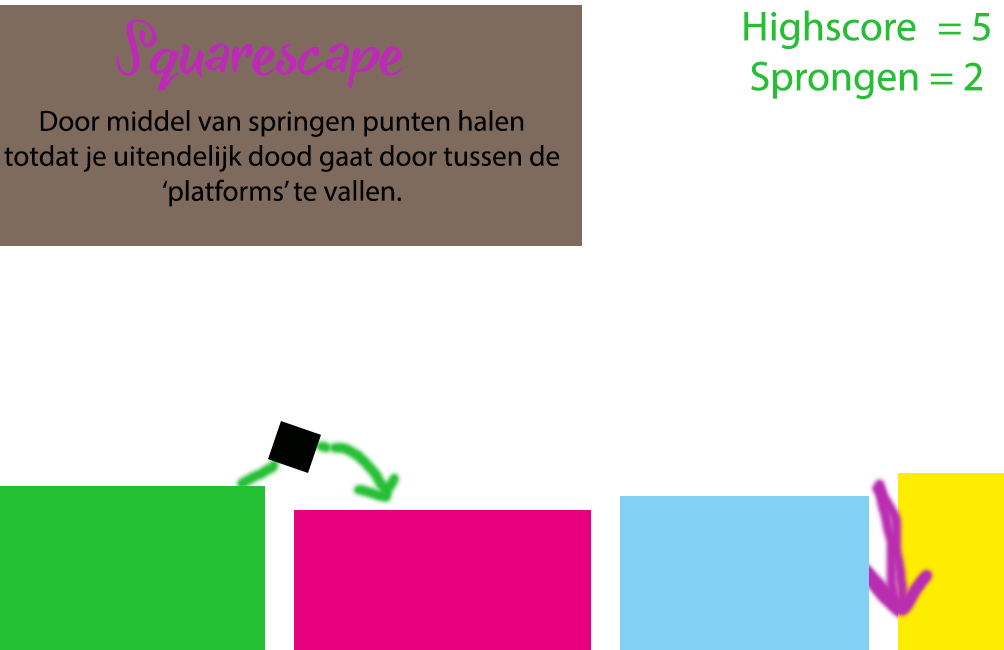 Squarescape
Door middel van springen punten halen
totdat je uitendelijk dood gaat door tussen de
‘platforms’ te vallen.
Highscore = 5
Sprongen = 2